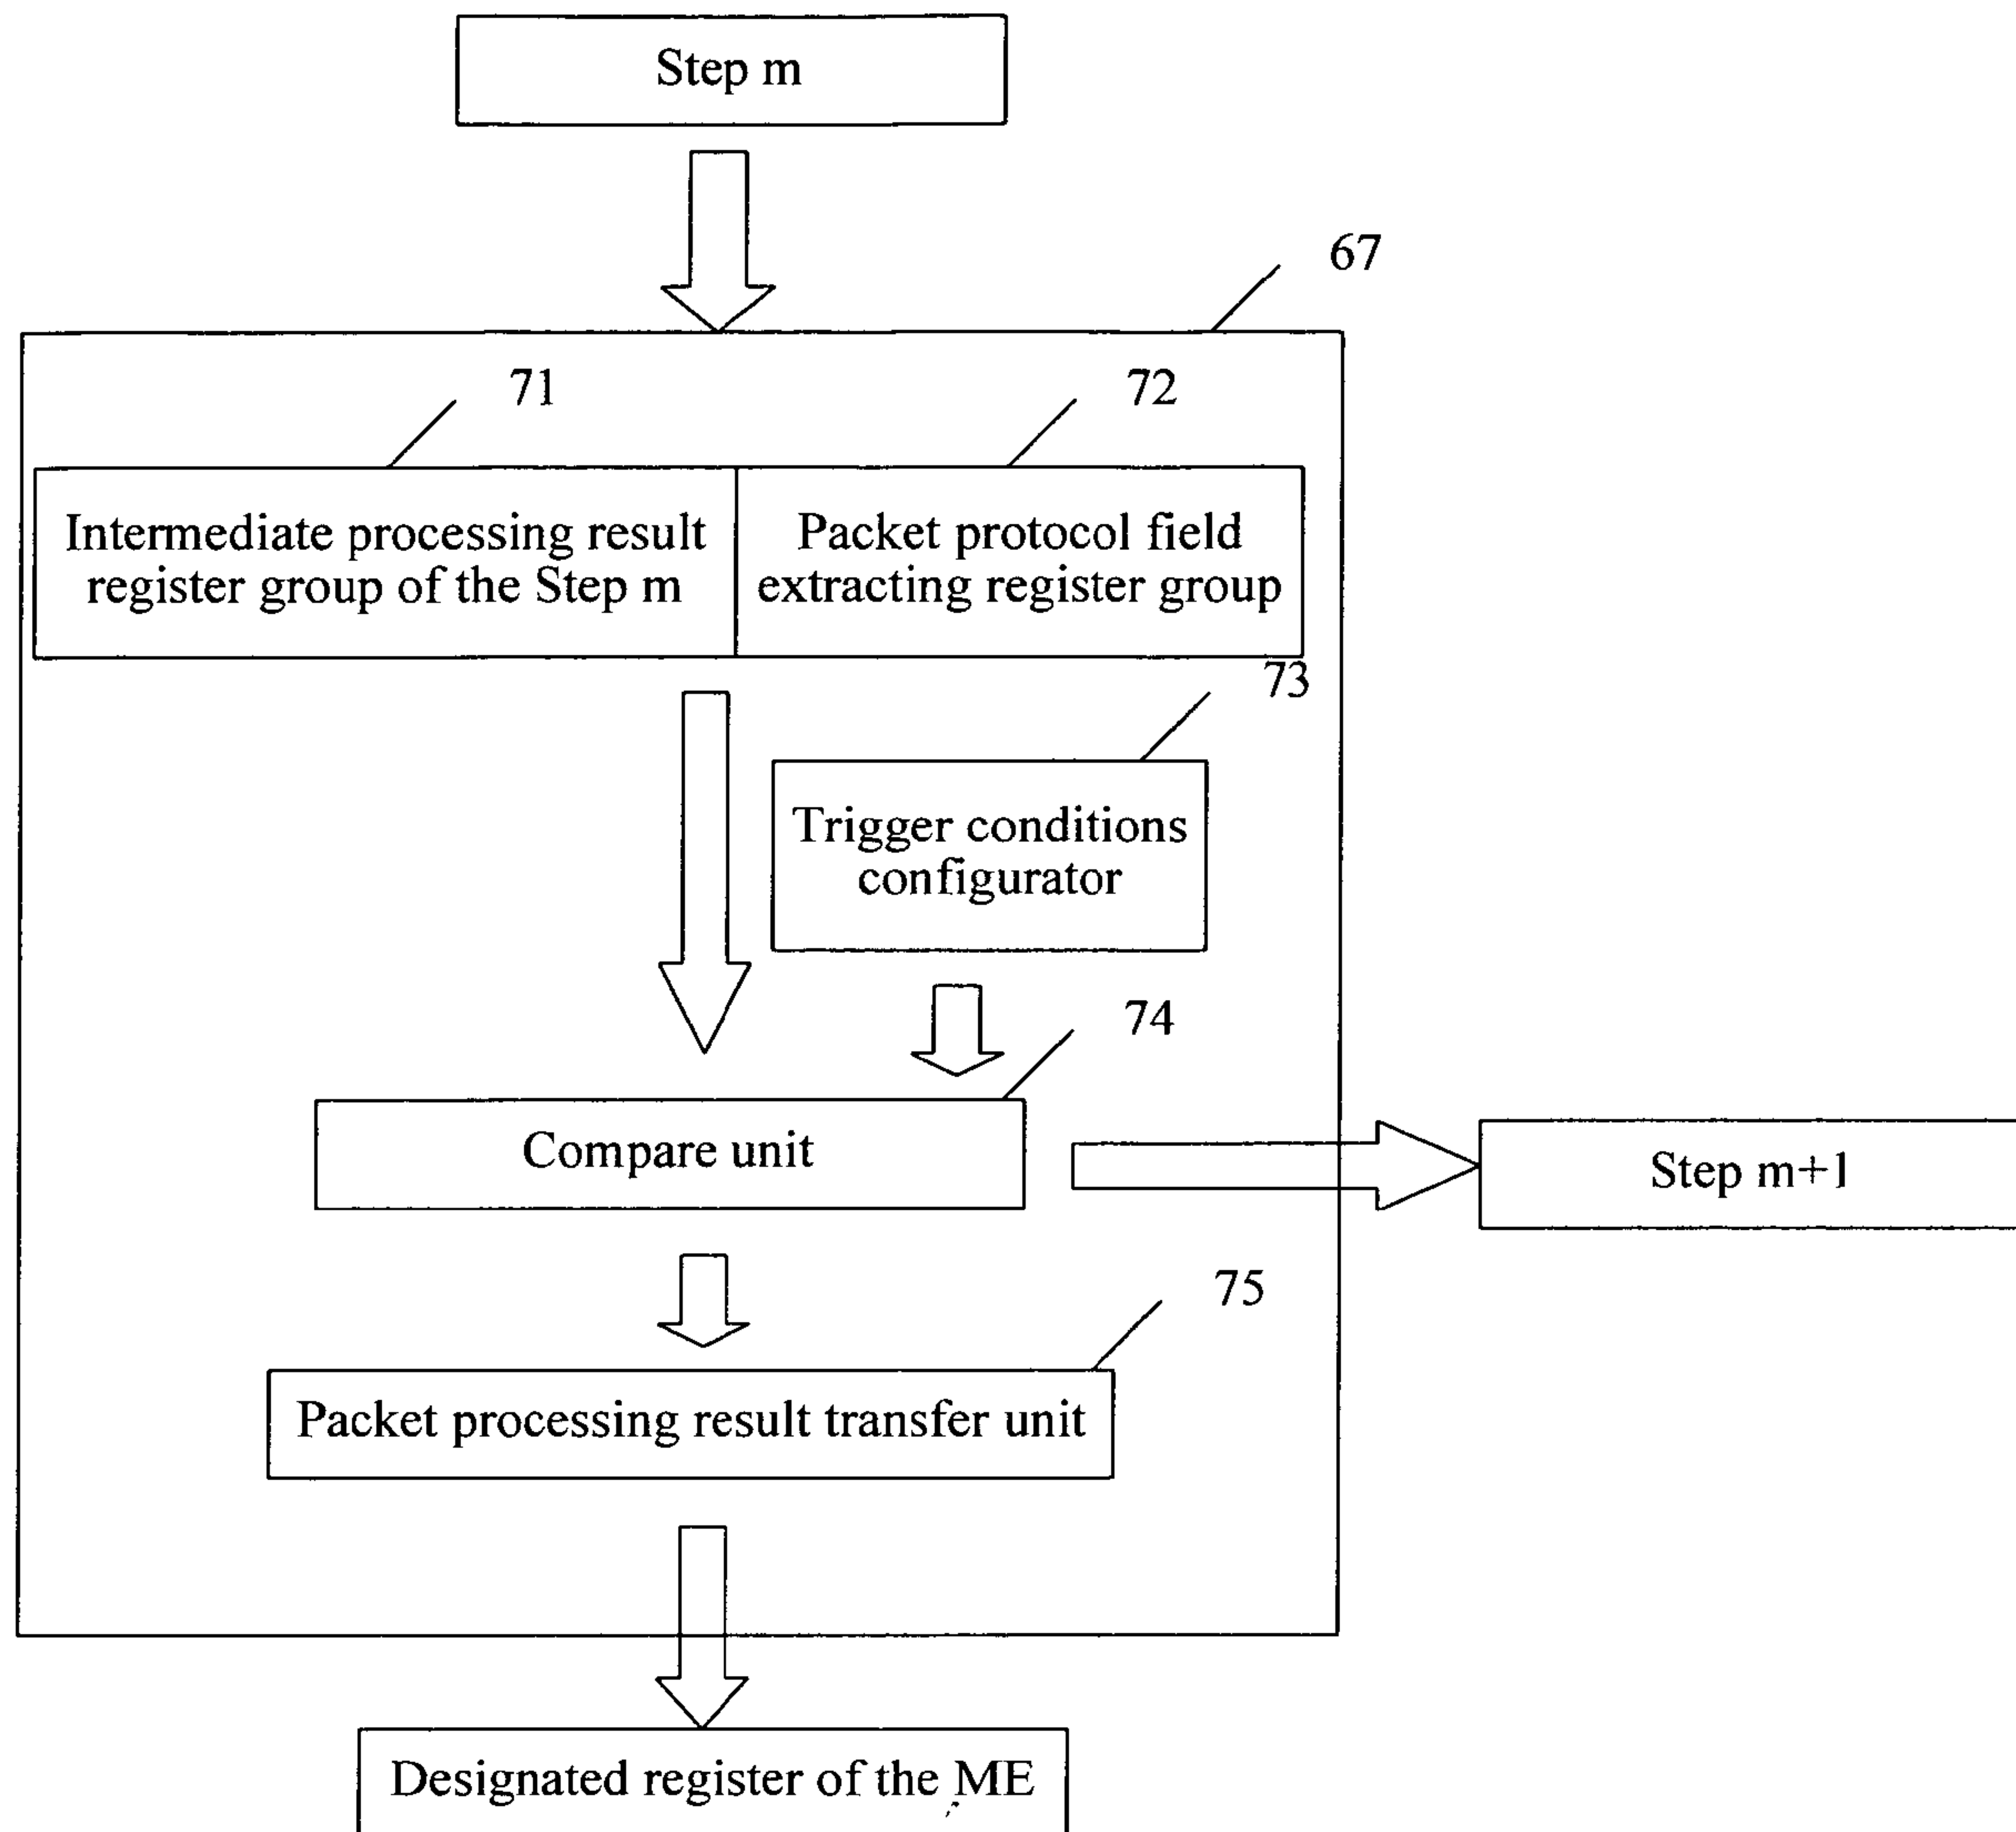 Step m
67
71
72
Intermediate processing result
register group of the Step m
Packet protocol field
extracting register group
73
Trigger conditions
configurator
74
Compare unit
Step m+1
75
Packet processing result transfer unit
Designated register of the ME